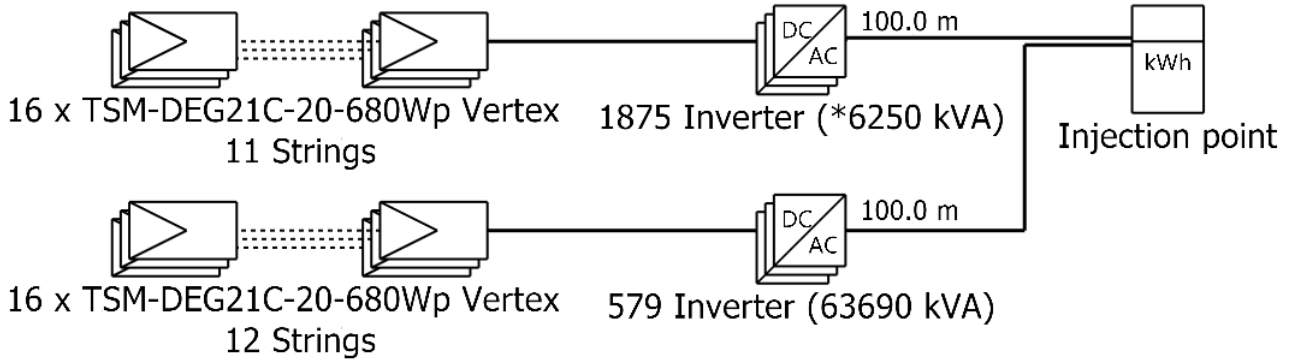 DC
AC
100.0 m
kWh
16 x TSM-DEG21C-20-680Wp Vertex
11 Strings
1875 Inverter (*6250 kVA)
Injection point
DC
AC
100.0 m
16 x TSM-DEG21C-20-680Wp Vertex
12 Strings
579 Inverter (63690 kVA)